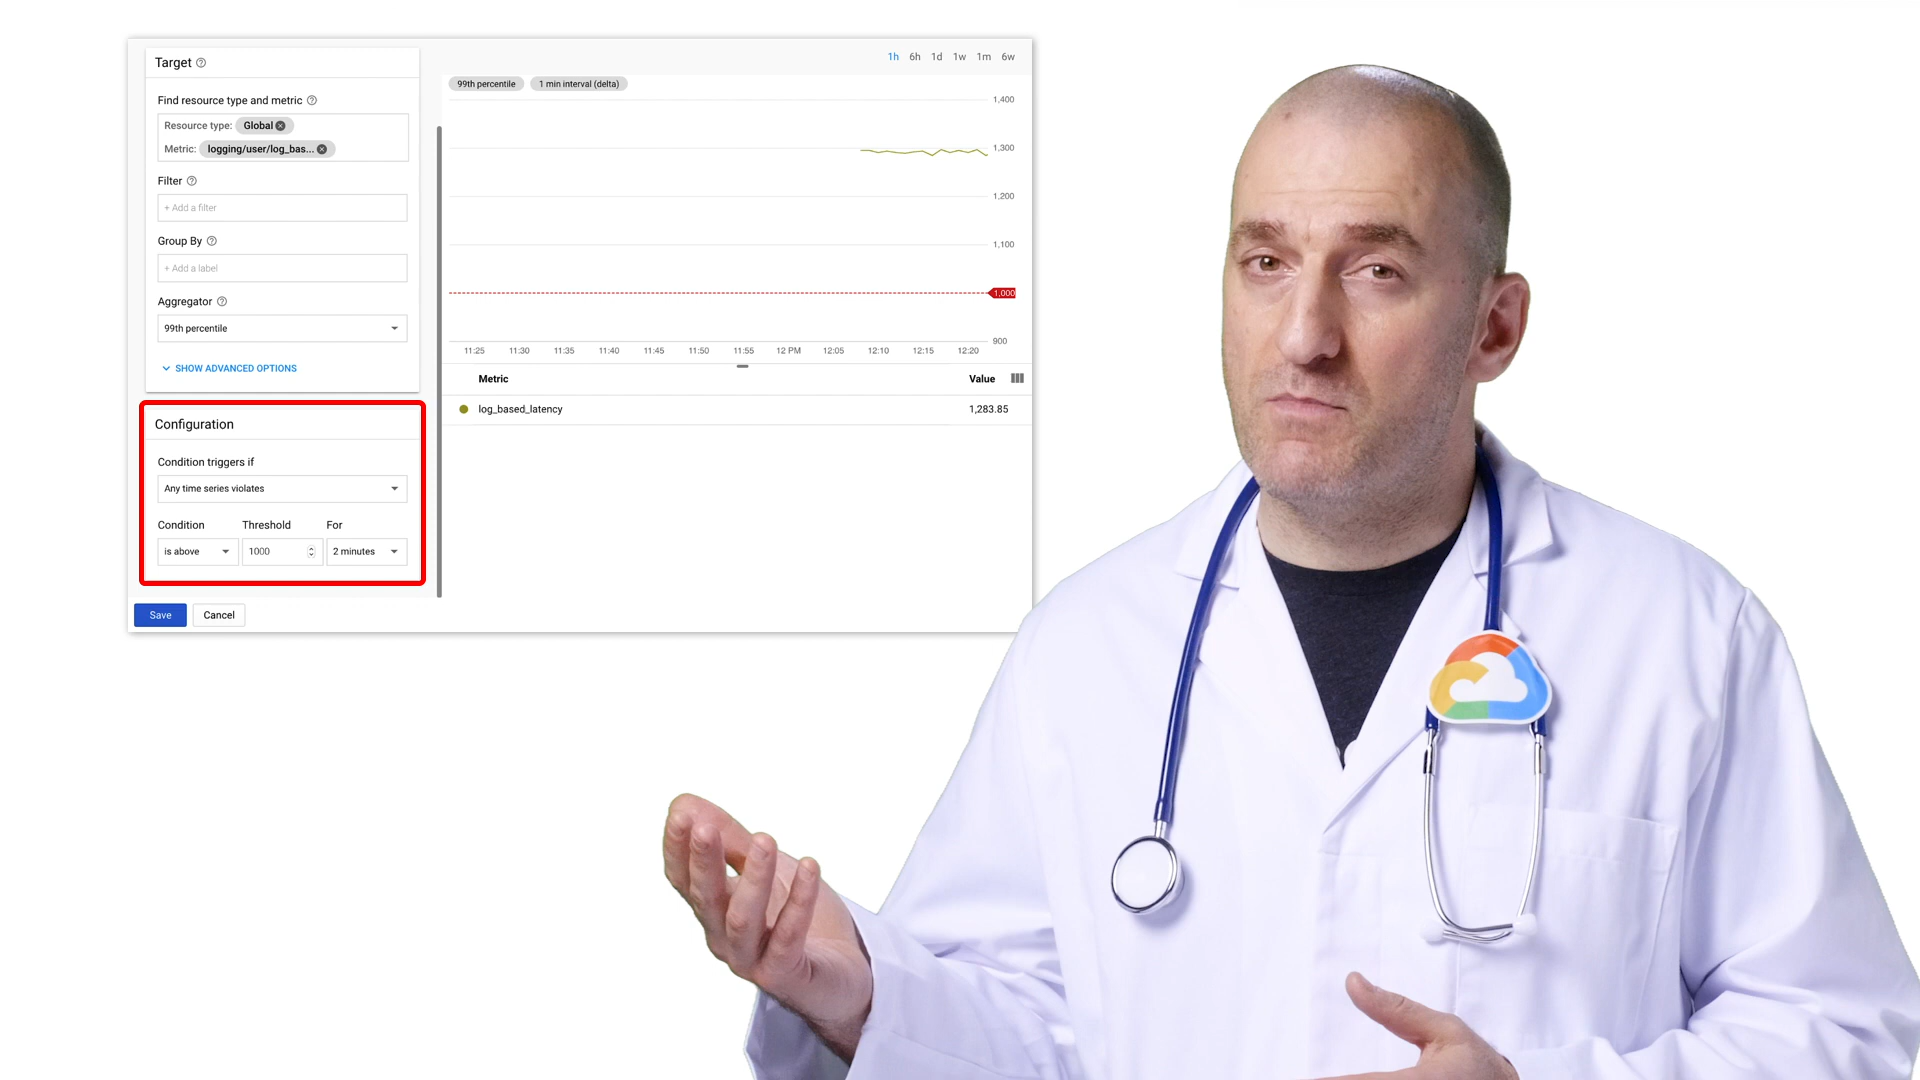 Target
Find resource type and metric
Resource type: Global
Metric: logging/user/log_bas...
Filter
+ Add a filter
Group By
+ Add a label
Aggregator
99th percentile
SHOW ADVANCED OPTIONS
Configuration
Condition triggers if
Any time series violates
Condition Threshold For
is above 1000 2 minutes
Save Cancel
1h 6h 1d 1w 1m 6w
99th percentile 1 min interval (delta)
1,400
1,300
1,200
1,100
1,000
900
11:25 11:30 11:35 11:40 11:45 11:50 11:55 12 PM 12:05 12:10 12:15 12:20
Metric Value
log_based_latency 1,283.85